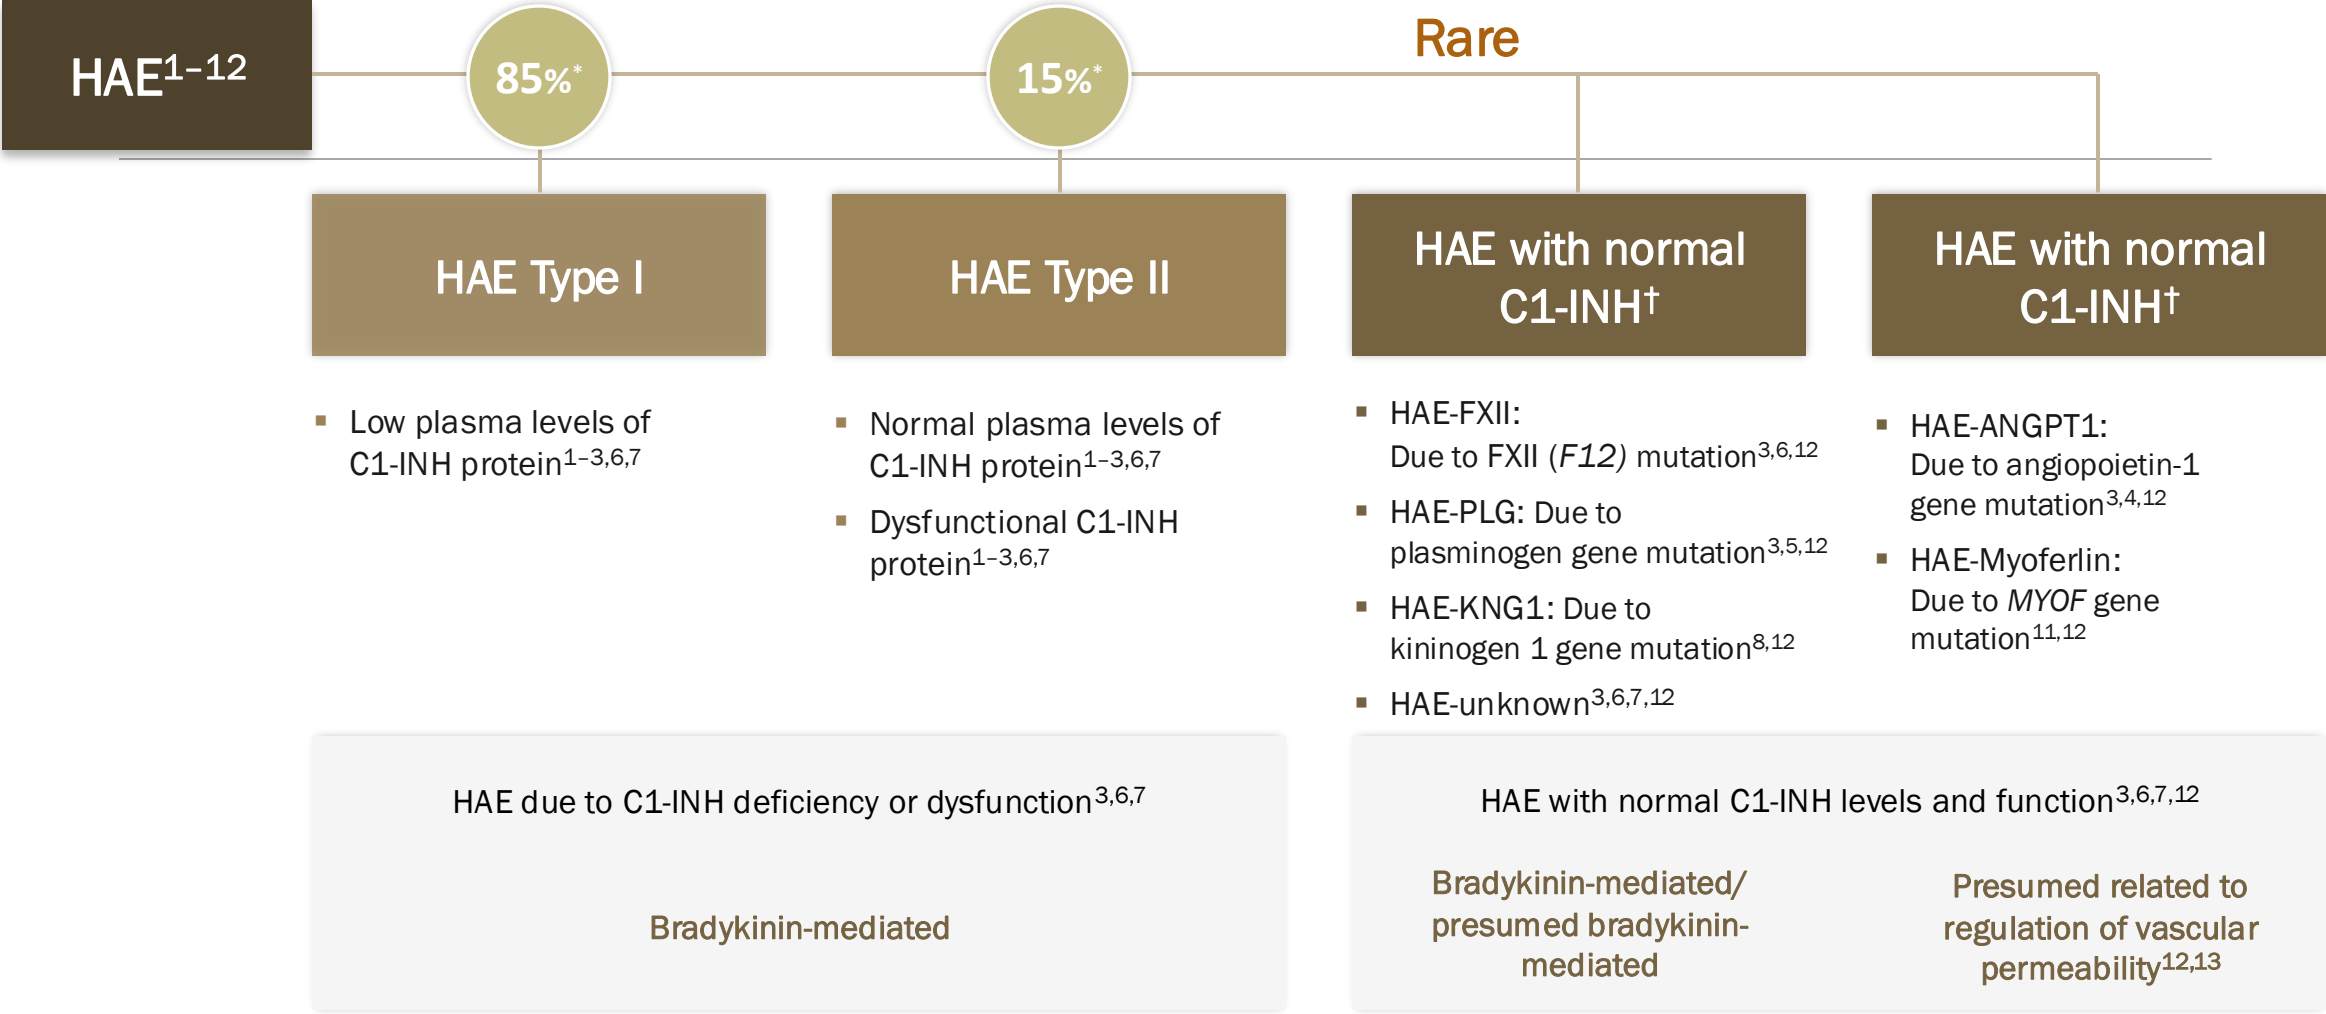 HAE1–12
85%*
15%*
Rare
HAE Type I
HAE Type II
HAE with normal
C1-INH†
HAE with normal
C1-INH†
▪ Low plasma levels of
C1-INH protein1–3,6,7
▪ Normal plasma levels of
C1-INH protein1–3,6,7
▪ Dysfunctional C1-INH
protein1–3,6,7
▪ HAE-FXII:
Due to FXII (F12) mutation3,6,12
▪ HAE-PLG: Due to
plasminogen gene mutation3,5,12
▪ HAE-KNG1: Due to
kininogen 1 gene mutation8,12
▪ HAE-unknown3,6,7,12
▪ HAE-ANGPT1:
Due to angiopoietin-1
gene mutation3,4,12
▪ HAE-Myoferlin:
Due to MYOF gene
mutation11,12
HAE due to C1-INH deficiency or dysfunction3,6,7
Bradykinin-mediated
HAE with normal C1-INH levels and function3,6,7,12
Bradykinin-mediated/
presumed bradykinin-
mediated
Presumed related to
regulation of vascular
permeability12,13